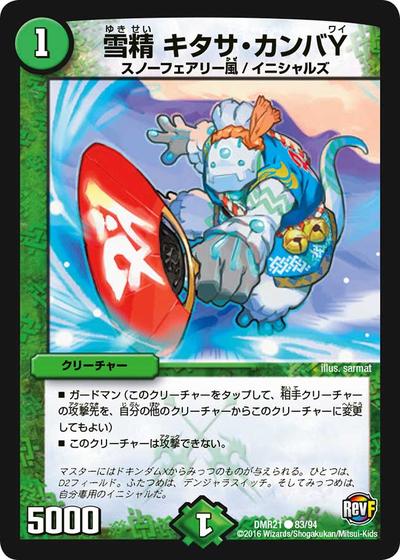 1
ゆきせい ワイ
雪精 キタサ・カンバY
スノーフェアリー風 / イニシャルズ
illus. sarmat
クリーチャー
■ ガードマン (このクリーチャーをタップして、相手クリーチャー
の攻撃先を、自分の他のクリーチャーからこのクリーチャーに変更
してもよい)
■ このクリーチャーは攻撃できない。
マスターにはドキンダムXからみっつのものが与えられる。ひとつは、
D2フィールド。ふたつめは、デンジャラスイッチ。そしてみっつめは、
自分専用のイニシャルだ。
5000
1
DMR21 ● 83/94
©2016 Wizards/Shogakukan/Mitsui-Kids
RevF